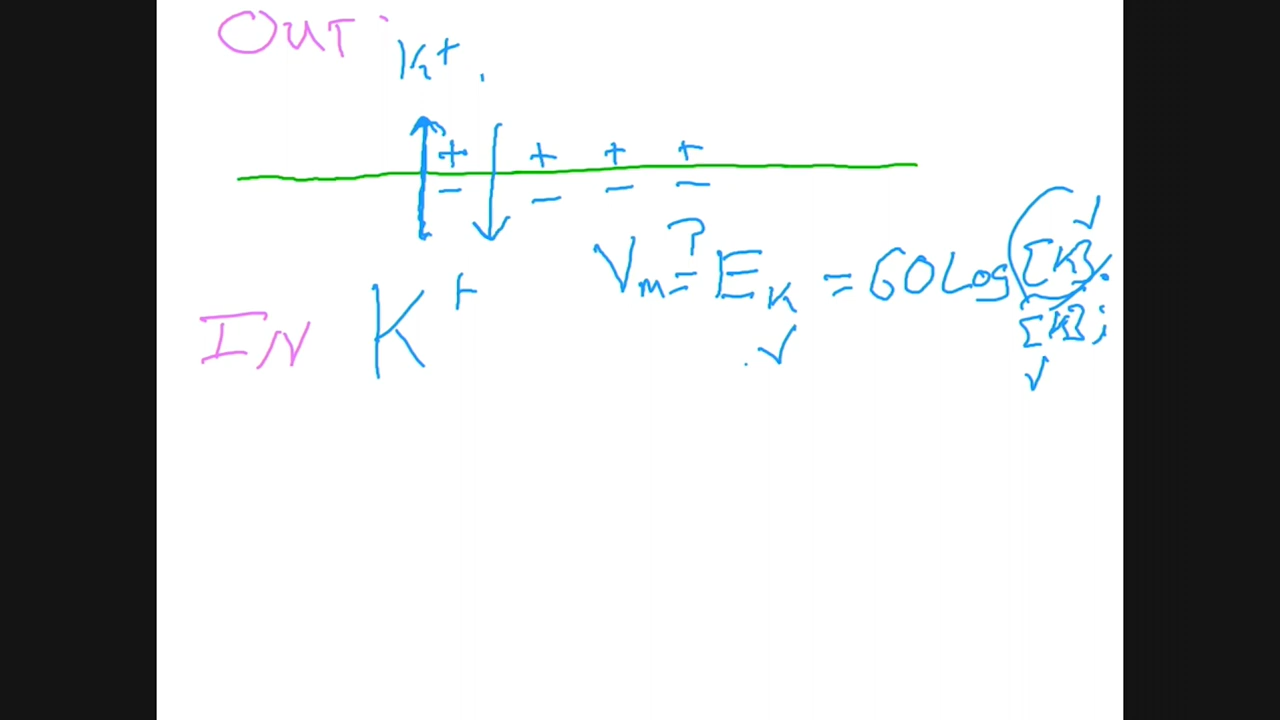 OUT
K+
+ + + +
− − − −
Vm ?= EK = 60 Log [K]o / [K]i
IN K+